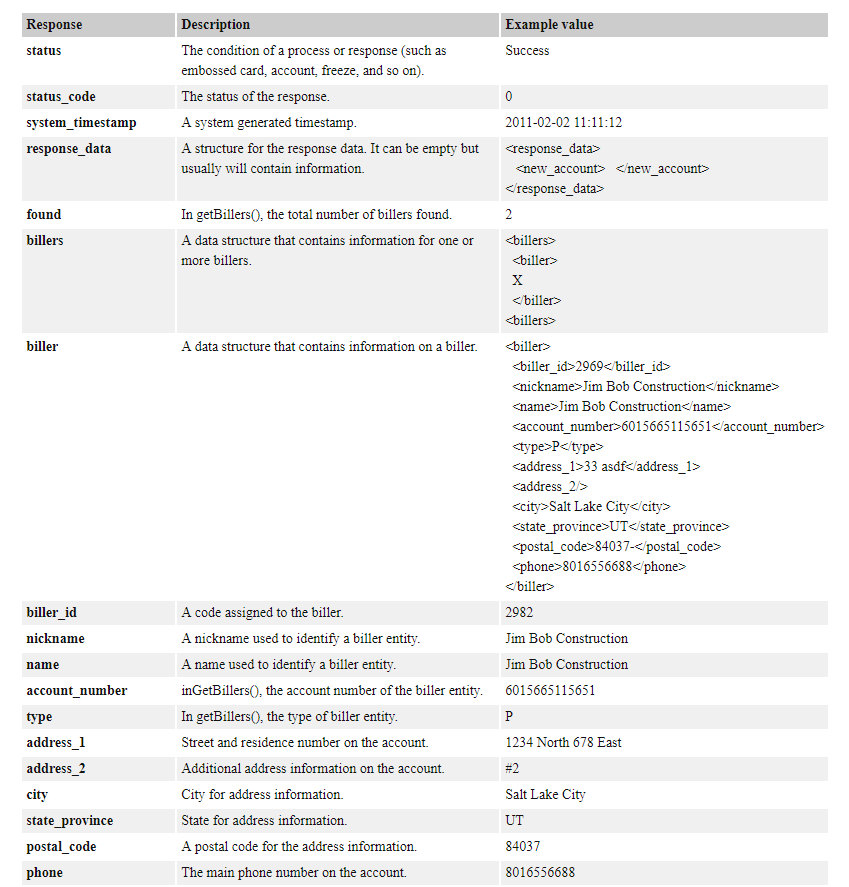 Response Description Example value
status The condition of a process or response (such as Success
embossed card, account, freeze, and so on).
status_code The status of the response. 0
system_timestamp A system generated timestamp. 2011-02-02 11:11:12
response_data A structure for the response data. It can be empty but <response_data>
usually will contain information. <new_account> </new_account>
</response_data>
found In getBillers(), the total number of billers found. 2
billers A data structure that contains information for one or <billers>
more billers. <biller>
X
</biller>
<billers>
biller A data structure that contains information on a biller. <biller>
<biller_id>2969</biller_id>
<nickname>Jim Bob Construction</nickname>
<name>Jim Bob Construction</name>
<account_number>6015665115651</account_number>
<type>P</type>
<address_1>33 asdf</address_1>
<address_2/>
<city>Salt Lake City</city>
<state_province>UT</state_province>
<postal_code>84037-</postal_code>
<phone>8016556688</phone>
</biller>
biller_id A code assigned to the biller. 2982
nickname A nickname used to identify a biller entity. Jim Bob Construction
name A name used to identify a biller entity. Jim Bob Construction
account_number inGetBillers(), the account number of the biller entity. 6015665115651
type In getBillers(), the type of biller entity. P
address_1 Street and residence number on the account. 1234 North 678 East
address_2 Additional address information on the account. #2
city City for address information. Salt Lake City
state_province State for address information. UT
postal_code A postal code for the address information. 84037
phone The main phone number on the account. 8016556688